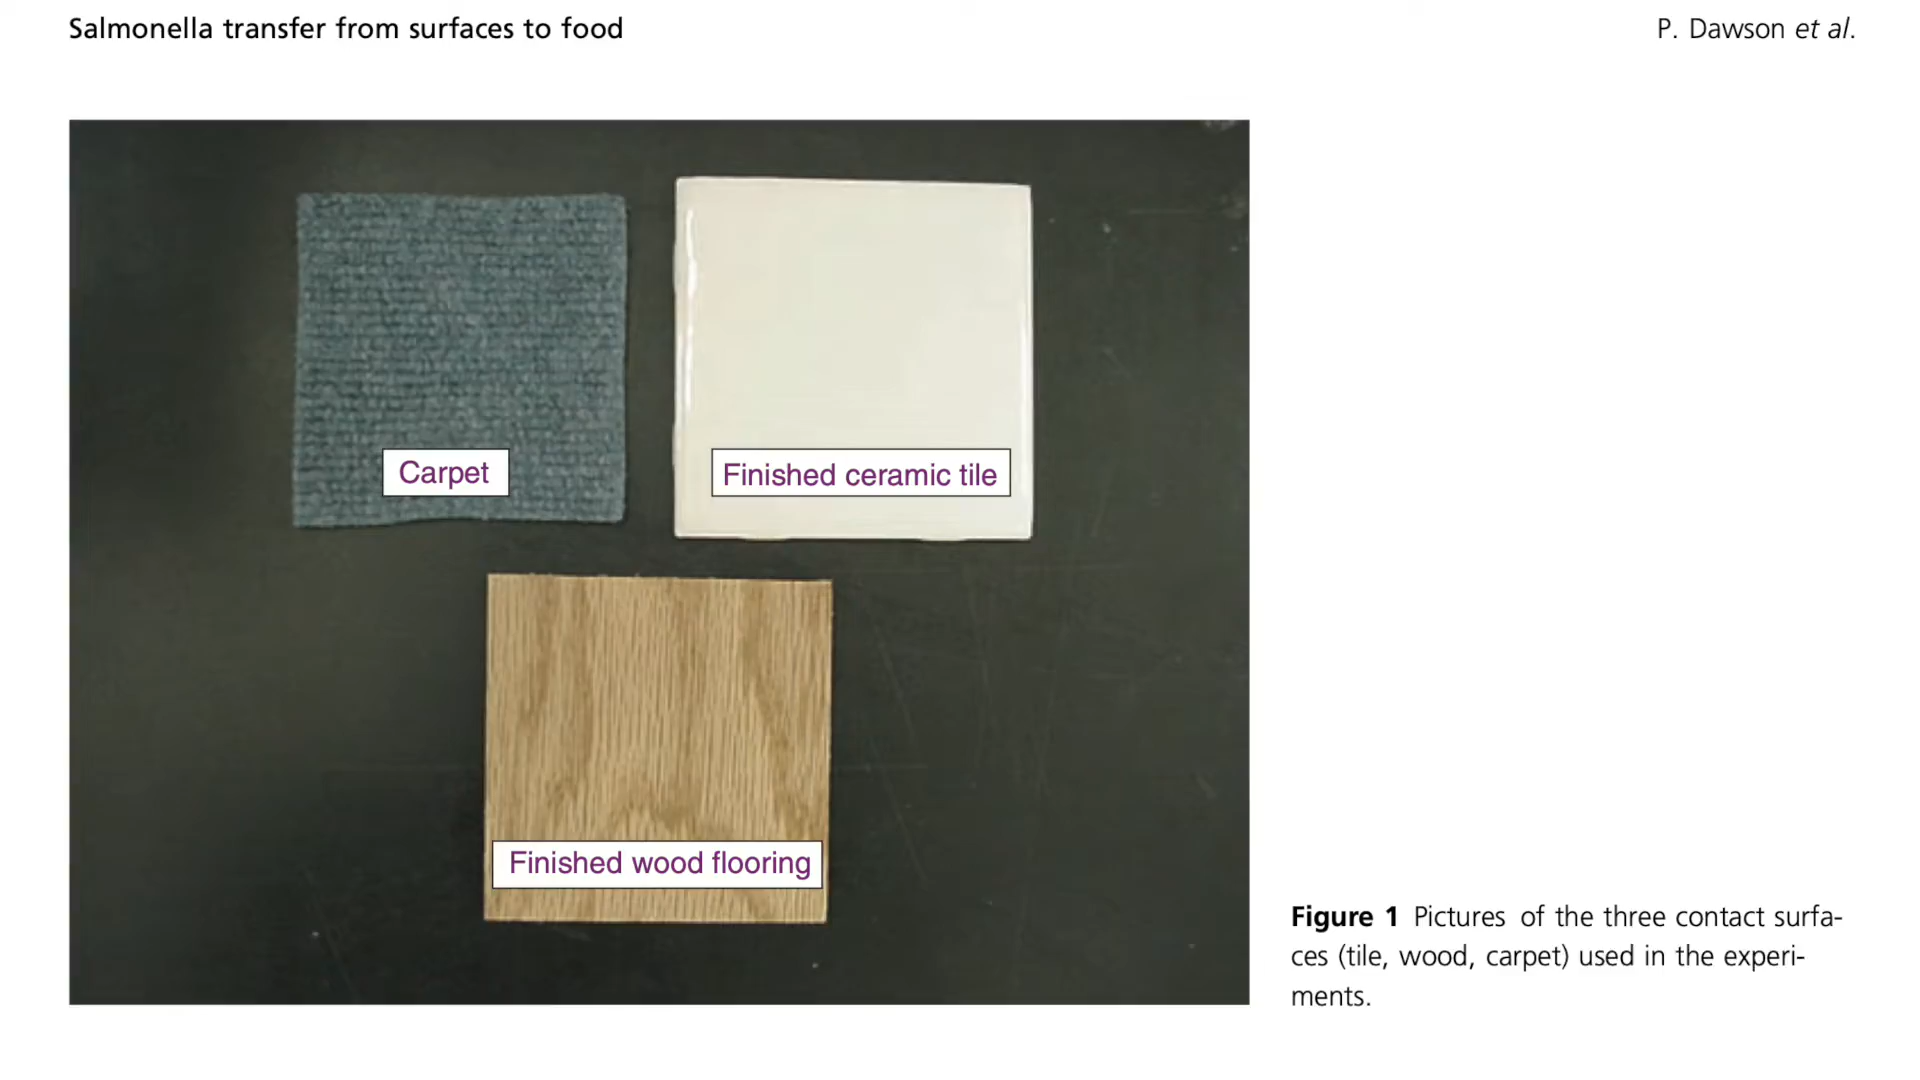 Salmonella transfer from surfaces to food
P. Dawson et al.
Carpet
Finished ceramic tile
Finished wood flooring
Figure 1 Pictures of the three contact surfa-
ces (tile, wood, carpet) used in the experi-
ments.